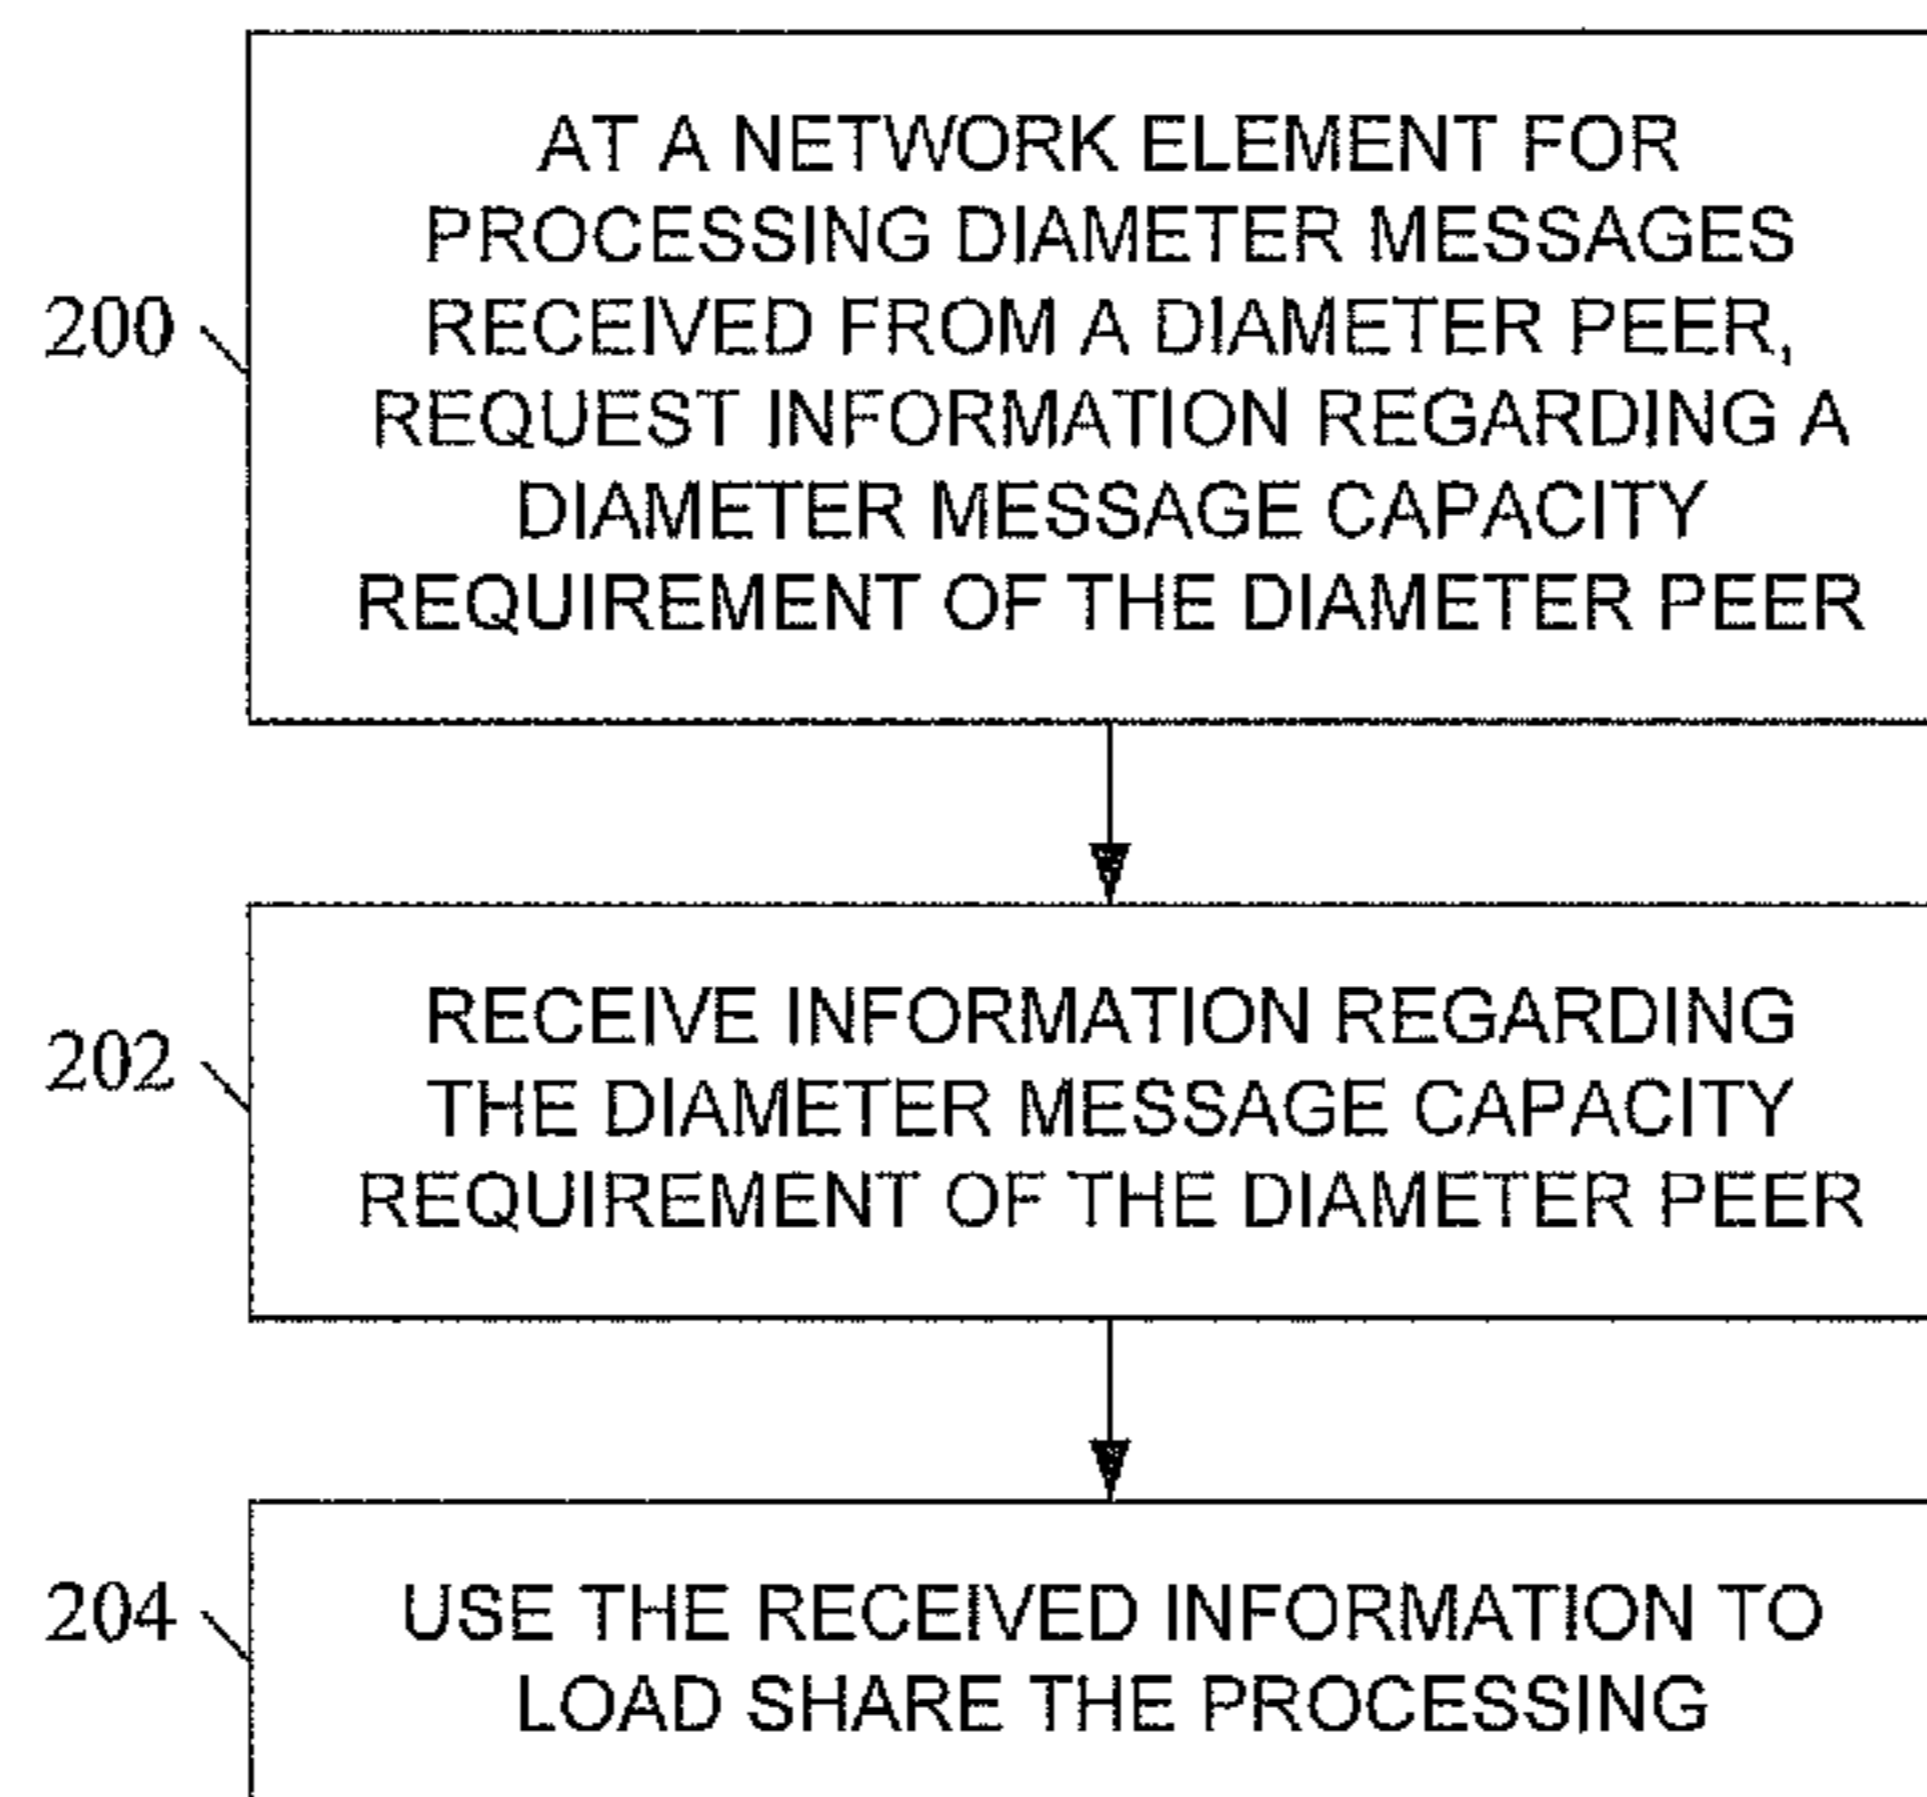 AT A NETWORK ELEMENT FOR
PROCESSING DIAMETER MESSAGES
200
RECEIVED FROM A DIAMETER PEER,
REQUEST INFORMATION REGARDING A
DIAMETER MESSAGE CAPACITY
REQUIREMENT OF THE DIAMETER PEER
RECEIVE INFORMATION REGARDING
202
THE DIAMETER MESSAGE CAPACITY
REQUIREMENT OF THE DIAMETER PEER
204
USE THE RECEIVED INFORMATION TO
LOAD SHARE THE PROCESSING